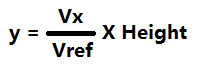 y = Vx / Vref X Height